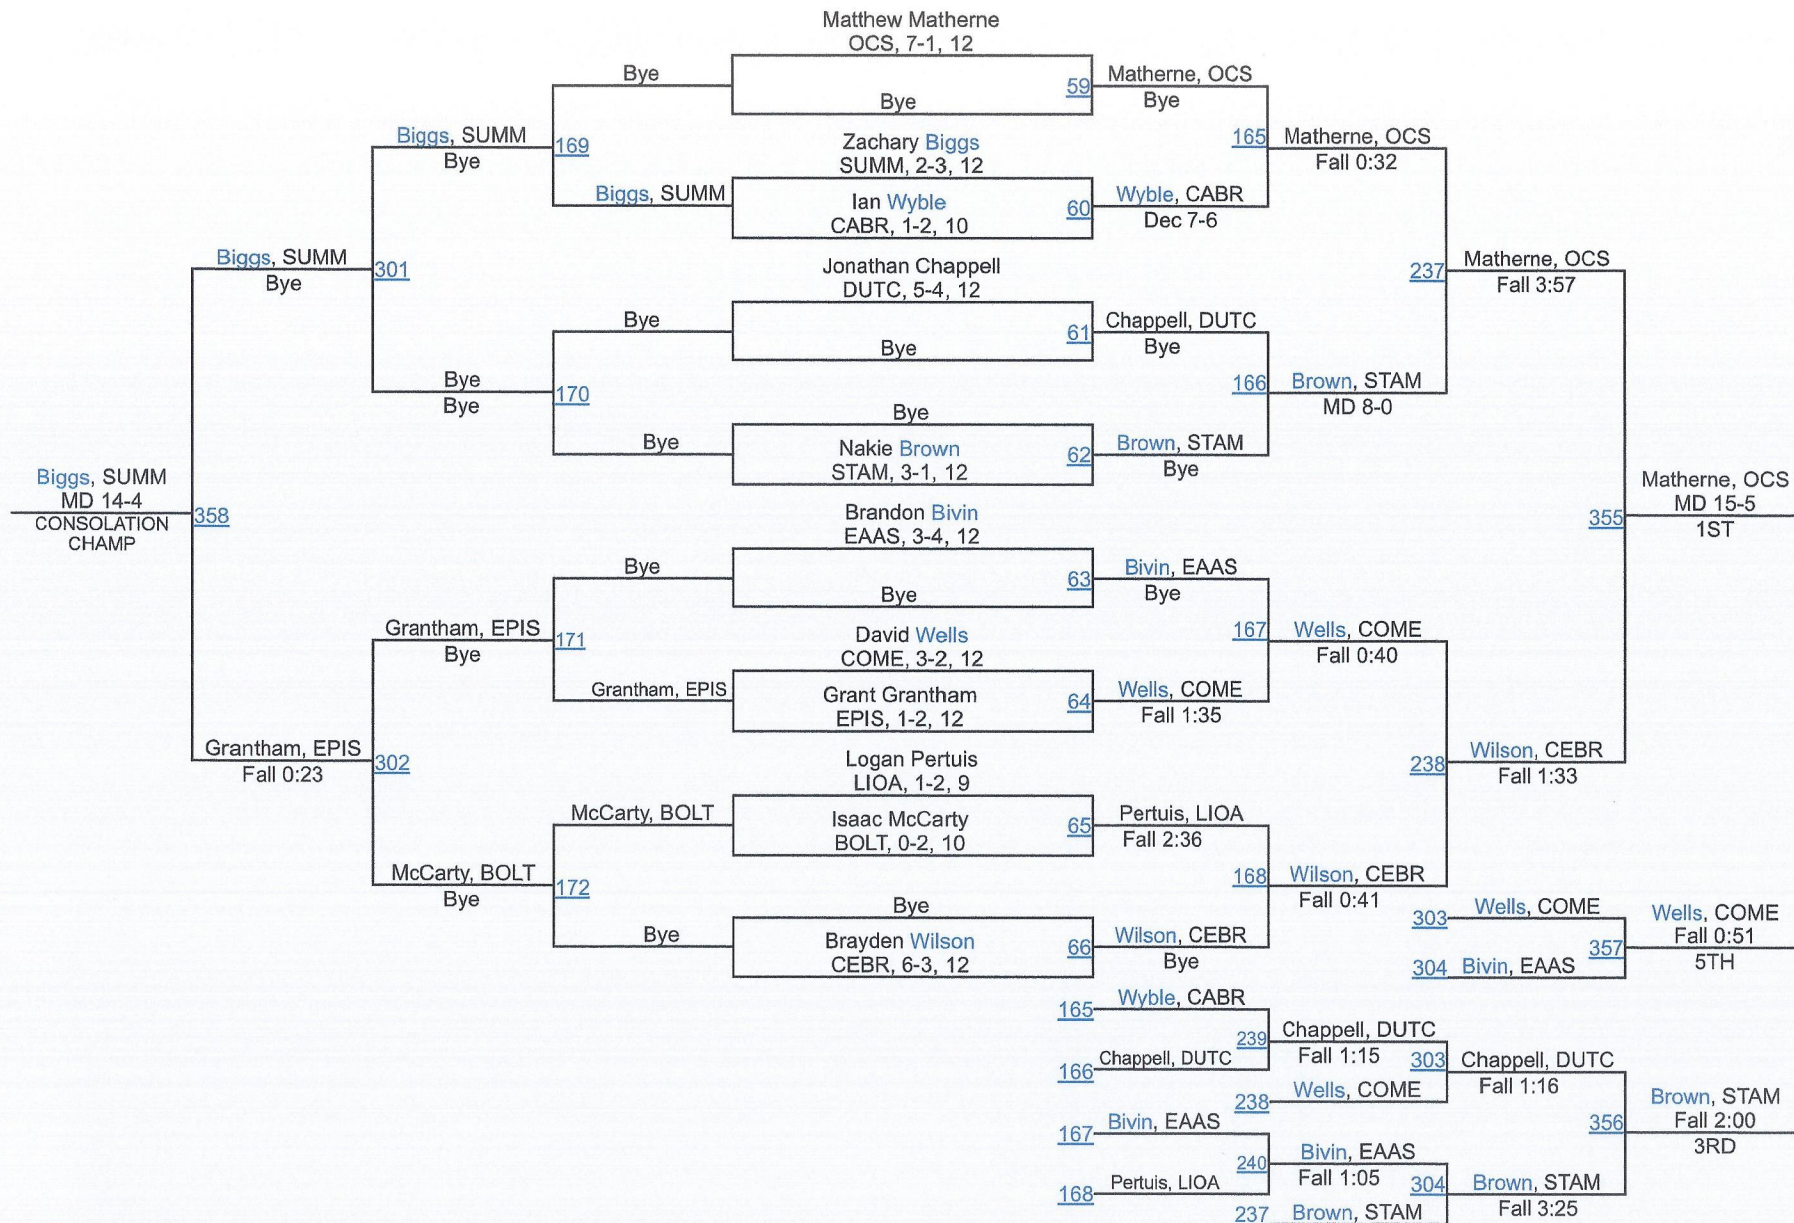 Matthew Matherne
OCS, 7-1, 12
Bye
59
Matherne, OCS
Bye
Bye
Biggs, SUMM
Bye
169
Zachary Biggs
SUMM, 2-3, 12
165
Matherne, OCS
Fall 0:32
Biggs, SUMM
Ian Wyble
CABR, 1-2, 10
60
Wyble, CABR
Dec 7-6
Biggs, SUMM
Bye
301
Jonathan Chappell
DUTC, 5-4, 12
237
Matherne, OCS
Fall 3:57
Bye
Bye
61
Chappell, DUTC
Bye
Bye
Bye
170
166
Brown, STAM
MD 8-0
Bye
Bye
Nakie Brown
STAM, 3-1, 12
62
Brown, STAM
Bye
Biggs, SUMM
MD 14-4
CONSOLATION
CHAMP
358
Brandon Bivin
EAAS, 3-4, 12
355
Matherne, OCS
MD 15-5
1ST
Bye
Bye
63
Bivin, EAAS
Bye
Grantham, EPIS
Bye
171
David Wells
COME, 3-2, 12
167
Wells, COME
Fall 0:40
Grantham, EPIS
Grant Grantham
EPIS, 1-2, 12
64
Wells, COME
Fall 1:35
Grantham, EPIS
Fall 0:23
302
Logan Pertuis
LIOA, 1-2, 9
238
Wilson, CEBR
Fall 1:33
McCarty, BOLT
Isaac McCarty
BOLT, 0-2, 10
65
Pertuis, LIOA
Fall 2:36
McCarty, BOLT
Bye
172
168
Wilson, CEBR
Fall 0:41
Bye
Bye
Brayden Wilson
CEBR, 6-3, 12
66
Wilson, CEBR
Bye
303
Wells, COME
304
Bivin, EAAS
357
Wells, COME
Fall 0:51
5TH
165
Wyble, CABR
166
Chappell, DUTC
239
Chappell, DUTC
Fall 1:15
238
Wells, COME
303
Chappell, DUTC
Fall 1:16
167
Bivin, EAAS
168
Pertuis, LIOA
240
Bivin, EAAS
Fall 1:05
237
Brown, STAM
304
Brown, STAM
Fall 3:25
356
Brown, STAM
Fall 2:00
3RD